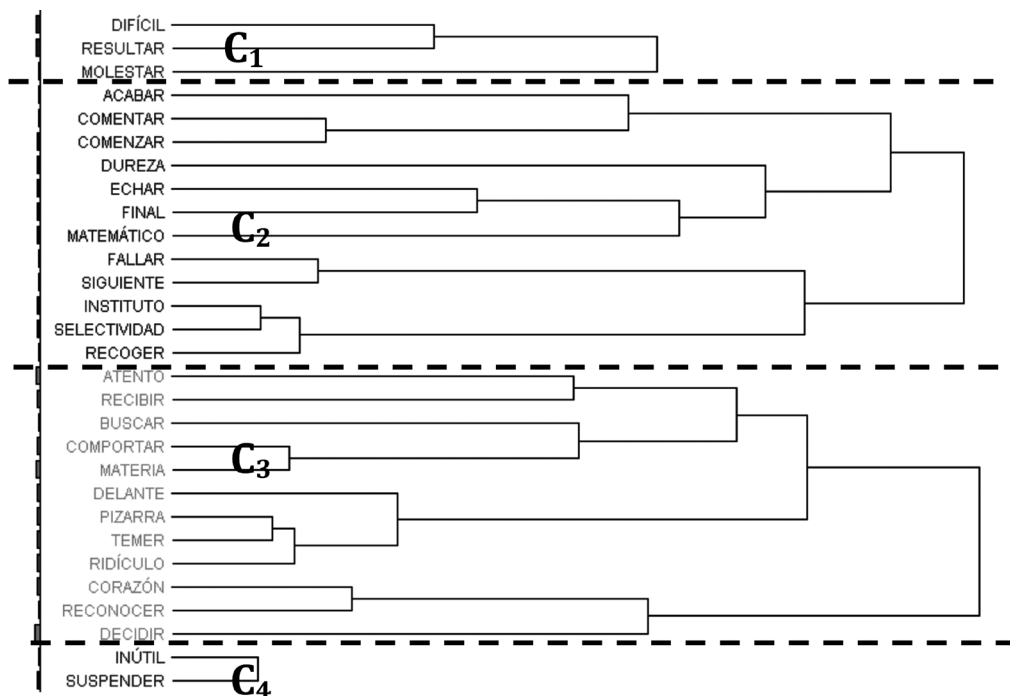 DIFÍCIL
RESULTAR
C₁
MOLESTAR
ACABAR
COMENTAR
COMENZAR
DUREZA
ECHAR
FINAL
C₂
MATEMÁTICO
FALLAR
SIGUIENTE
INSTITUTO
SELECTIVIDAD
RECOGER
ATENTO
RECIBIR
BUSCAR
COMPORTAR
C₃
MATERIA
DELANTE
PIZARRA
TEMER
RIDÍCULO
CORAZÓN
RECONOCER
DECIDIR
INÚTIL
SUSPENDER
C₄